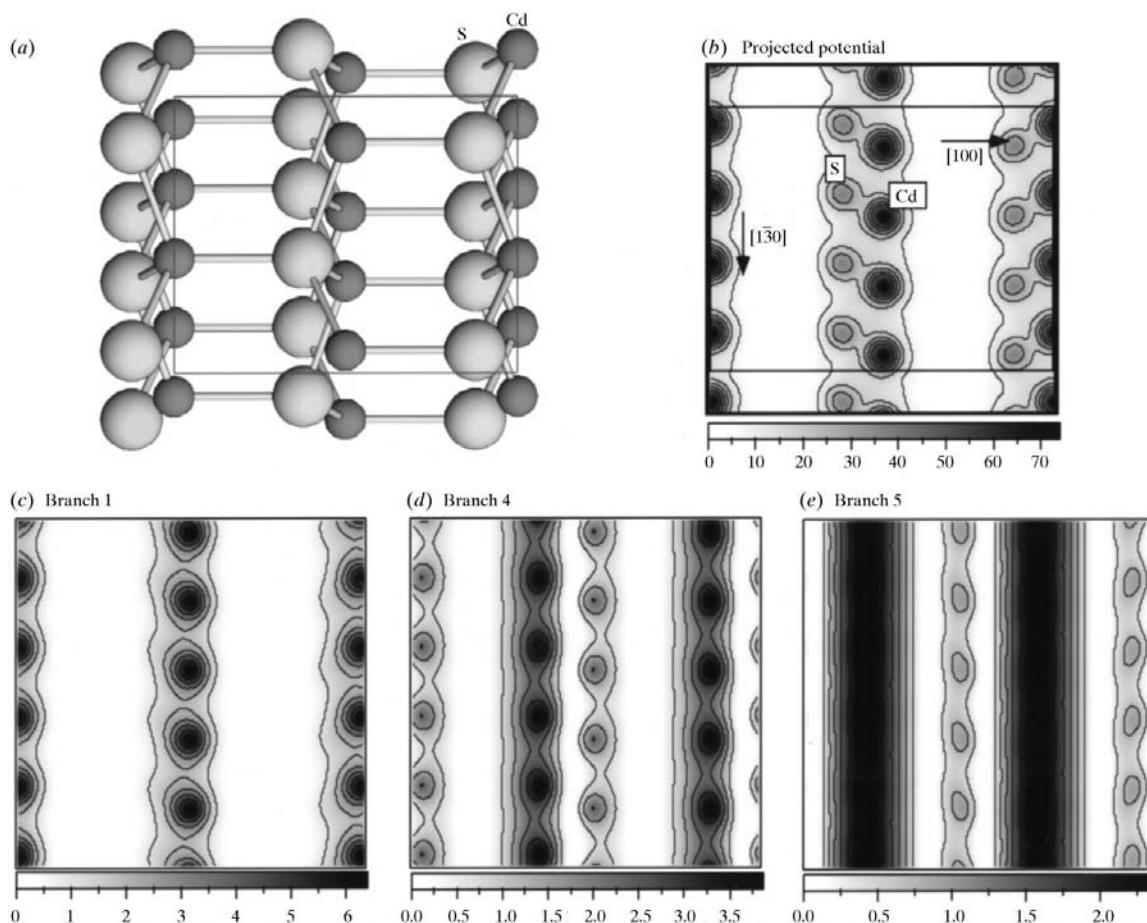 (a)
S
Cd
(b) Projected potential
[100]
S
Cd
[1̄30]
0 10 20 30 40 50 60 70
(c) Branch 1
(d) Branch 4
(e) Branch 5
0 1 2 3 4 5 6
0.0 0.5 1.0 1.5 2.0 2.5 3.0 3.5
0.0 0.5 1.0 1.5 2.0